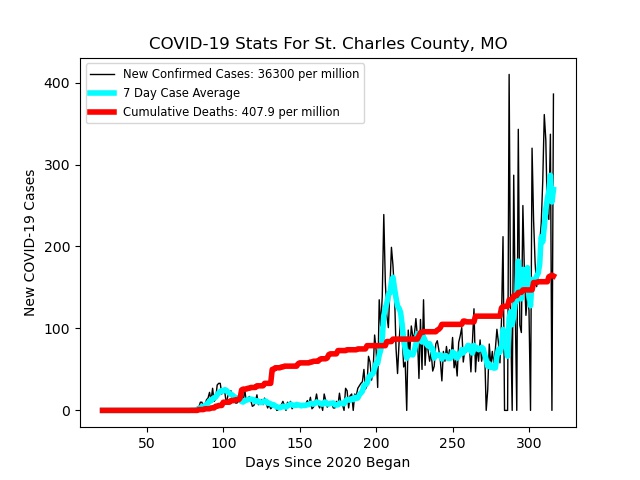 COVID-19 Stats For St. Charles County, MO
New Confirmed Cases: 36300 per million
7 Day Case Average
Cumulative Deaths: 407.9 per million
New COVID-19 Cases
400
300
200
100
0
50 100 150 200 250 300
Days Since 2020 Began